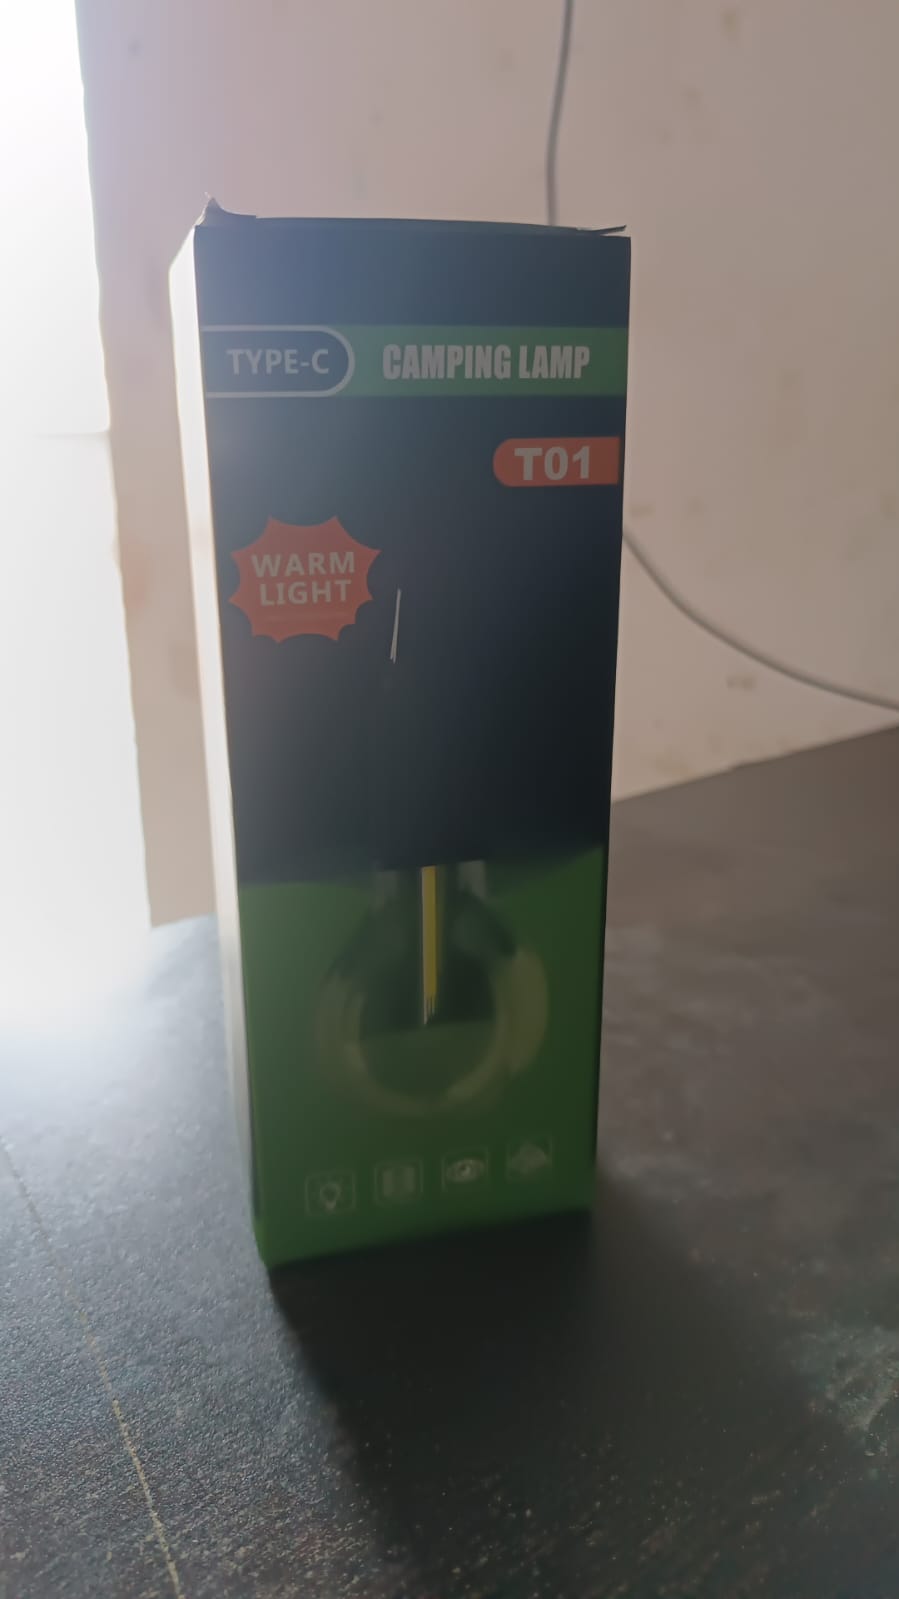 TYPE-C CAMPING LAMP
T01
WARM
LIGHT